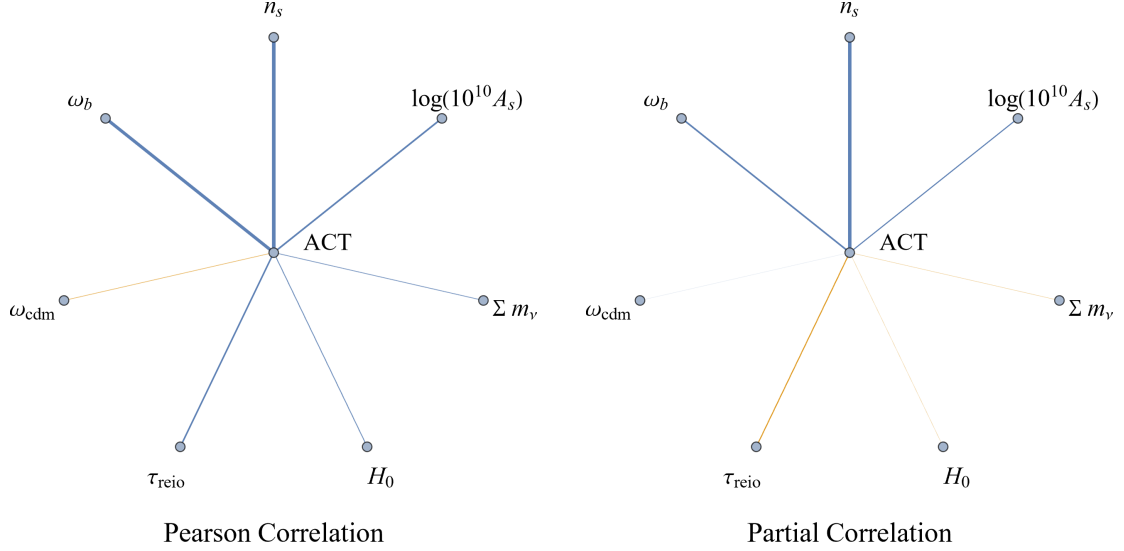 n_s
ω_b
log(10^10 A_s)
ACT
ω_cdm
Σ m_ν
τ_reio
H_0
Pearson Correlation
n_s
ω_b
log(10^10 A_s)
ACT
ω_cdm
Σ m_ν
τ_reio
H_0
Partial Correlation